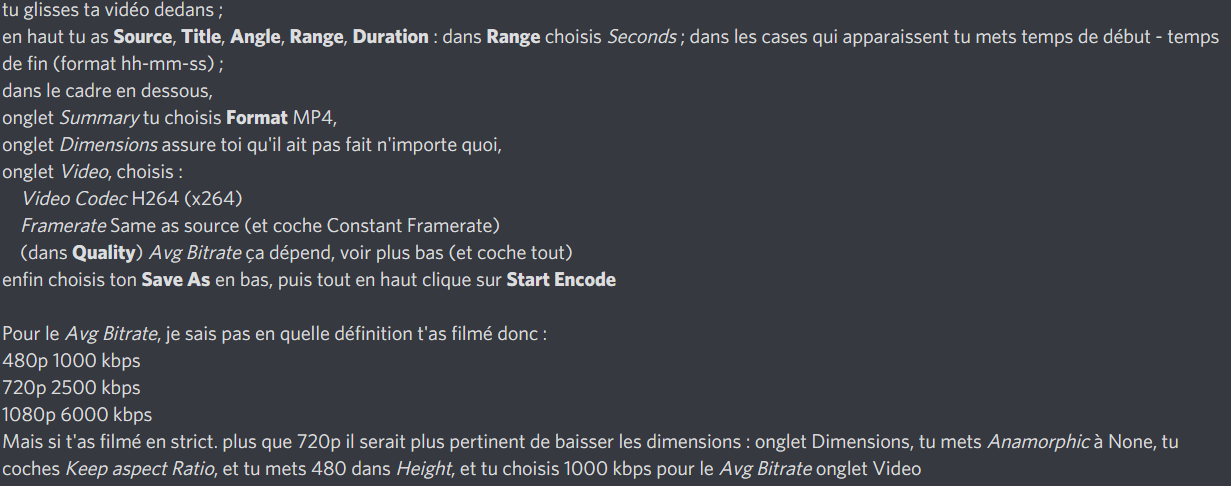 tu glisses ta vidéo dedans ;
en haut tu as Source, Title, Angle, Range, Duration : dans Range choisis Seconds ; dans les cases qui apparaissent tu mets temps de début - temps
de fin (format hh-mm-ss) ;
dans le cadre en dessous,
onglet Summary tu choisis Format MP4,
onglet Dimensions assure toi qu'il ait pas fait n'importe quoi,
onglet Video, choisis :
Video Codec H264 (x264)
Framerate Same as source (et coche Constant Framerate)
(dans Quality) Avg Bitrate ça dépend, voir plus bas (et coche tout)
enfin choisis ton Save As en bas, puis tout en haut clique sur Start Encode
Pour le Avg Bitrate, je sais pas en quelle définition t'as filmé donc :
480p 1000 kbps
720p 2500 kbps
1080p 6000 kbps
Mais si t'as filmé en strict. plus que 720p il serait plus pertinent de baisser les dimensions : onglet Dimensions, tu mets Anamorphic à None, tu
coches Keep aspect Ratio, et tu mets 480 dans Height, et tu choisis 1000 kbps pour le Avg Bitrate onglet Video